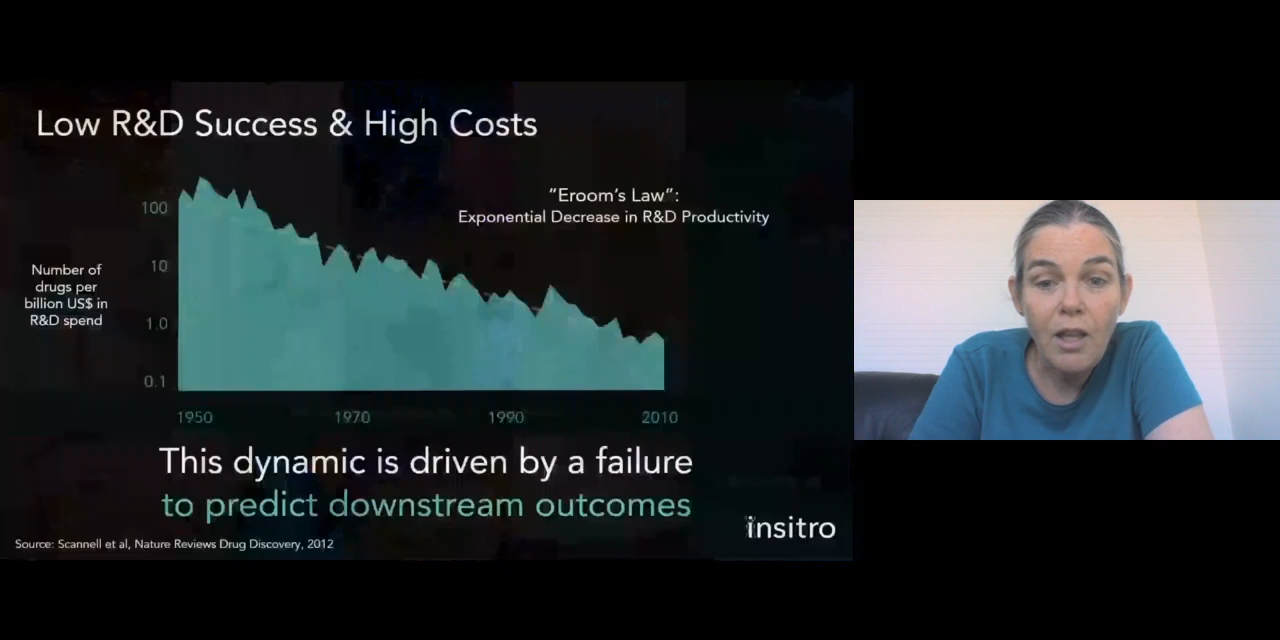 Low R&D Success & High Costs
"Eroom's Law":
Exponential Decrease in R&D Productivity
100
10
1.0
0.1
Number of
drugs per
billion US$ in
R&D spend
1950 1970 1990 2010
This dynamic is driven by a failure
to predict downstream outcomes
insitro
Source: Scannell et al, Nature Reviews Drug Discovery, 2012